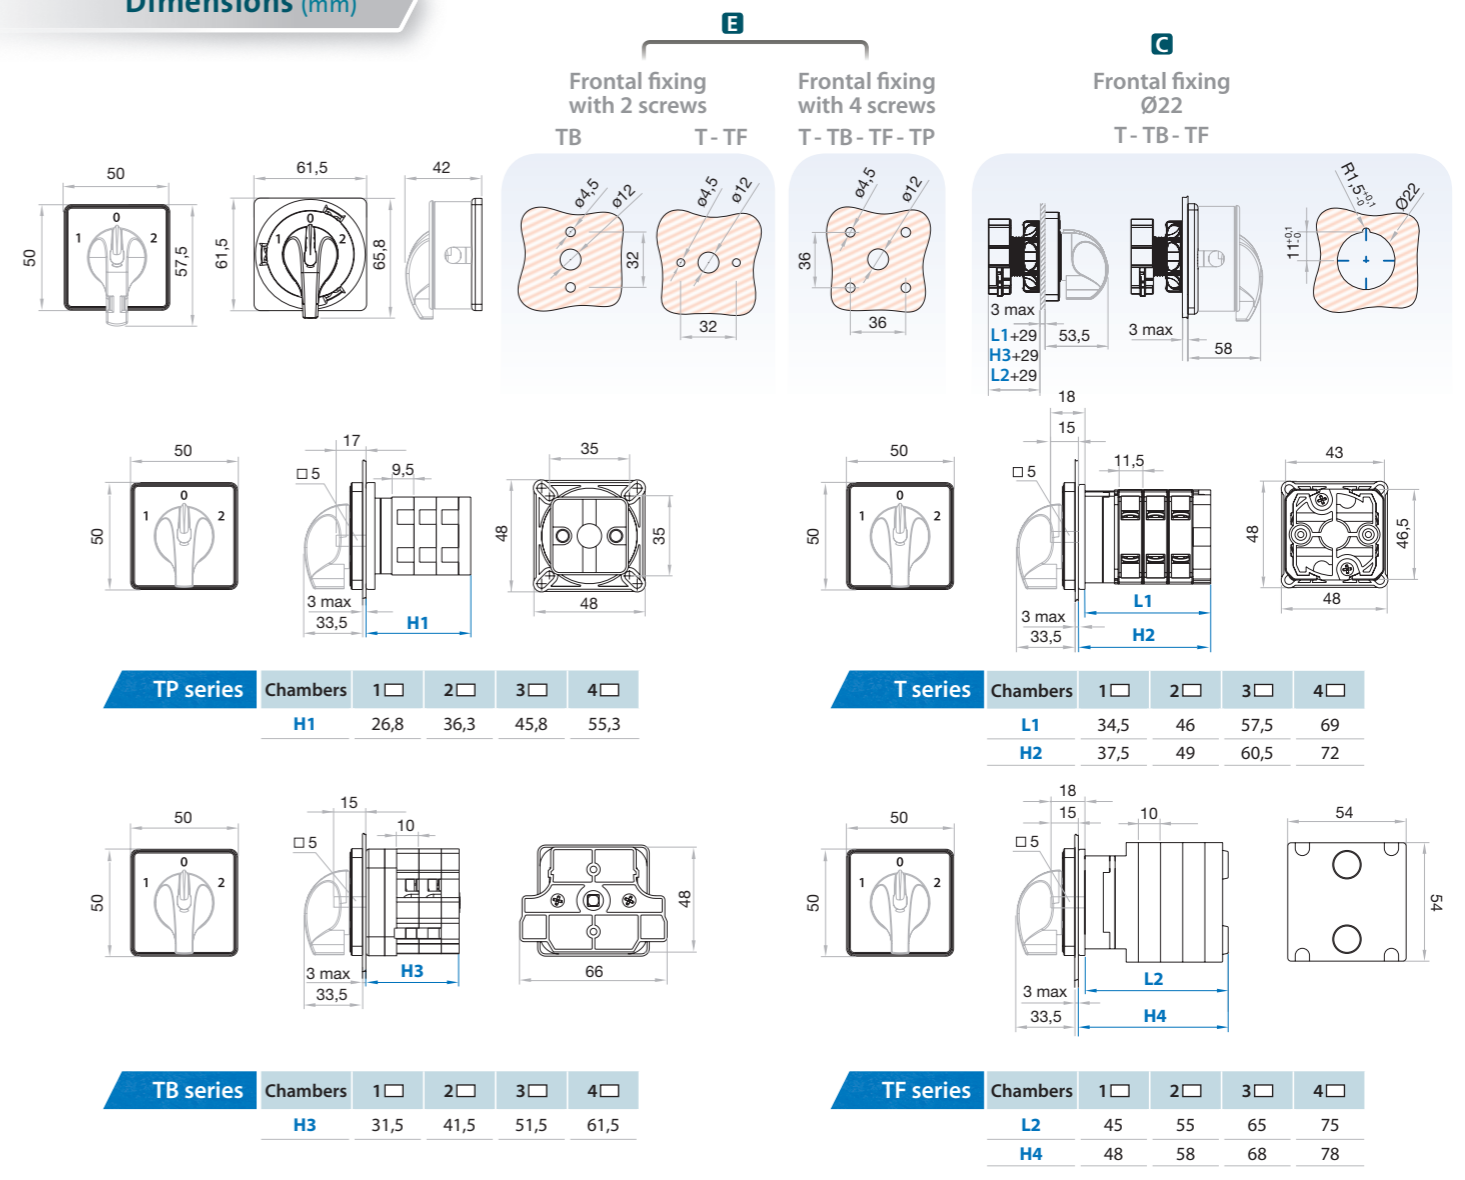 Dimensions (mm)
E
C
Frontal fixing
with 2 screws
TB
T - TF
Frontal fixing
with 4 screws
T - TB - TF - TP
Frontal fixing
Ø22
T - TB - TF
50
50
57,5
0
1
2
61,5
61,5
65,8
0
1
2
42
ø4,5
ø12
32
ø4,5
ø12
32
ø4,5
ø12
36
36
3 max
L1+29
H3+29
L2+29
53,5
3 max
58
R1,5 +0,1 -0
Ø22
11 +0,1 -0
50
50
0
1
2
17
□ 5
9,5
3 max
33,5
H1
35
48
35
48
50
50
0
1
2
18
15
□ 5
11,5
3 max
33,5
L1
H2
43
48
46,5
48
TP series Chambers 1 2 3 4
H1 26,8 36,3 45,8 55,3
T series Chambers 1 2 3 4
L1 34,5 46 57,5 69
H2 37,5 49 60,5 72
50
50
0
1
2
15
□ 5
10
3 max
33,5
H3
48
66
50
50
0
1
2
18
15
□ 5
10
3 max
33,5
L2
H4
54
54
TB series Chambers 1 2 3 4
H3 31,5 41,5 51,5 61,5
TF series Chambers 1 2 3 4
L2 45 55 65 75
H4 48 58 68 78